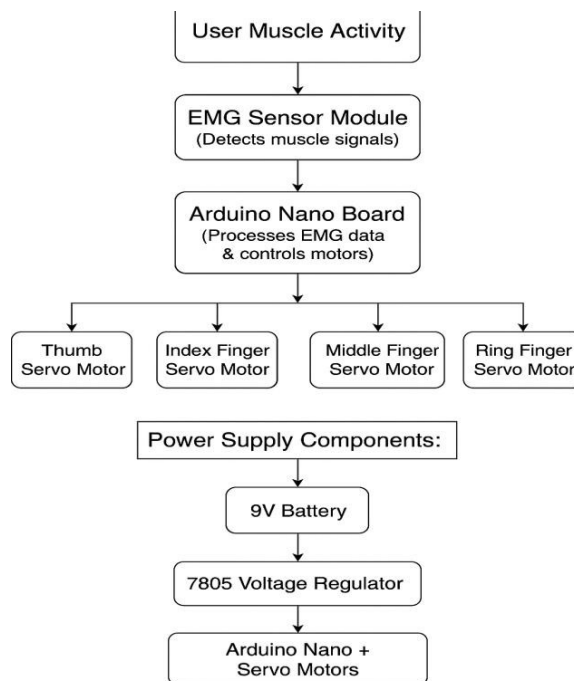 User Muscle Activity
EMG Sensor Module
(Detects muscle signals)
Arduino Nano Board
(Processes EMG data
& controls motors)
Thumb
Servo Motor
Index Finger
Servo Motor
Middle Finger
Servo Motor
Ring Finger
Servo Motor
Power Supply Components:
9V Battery
7805 Voltage Regulator
Arduino Nano +
Servo Motors